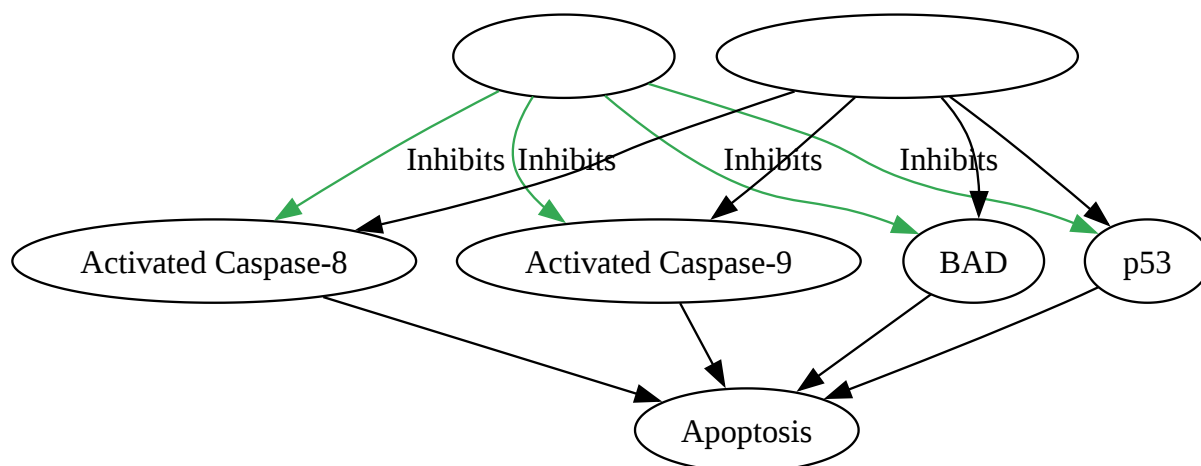 Inhibits
Inhibits
Inhibits
Inhibits
Activated Caspase-8
Activated Caspase-9
BAD
p53
Apoptosis